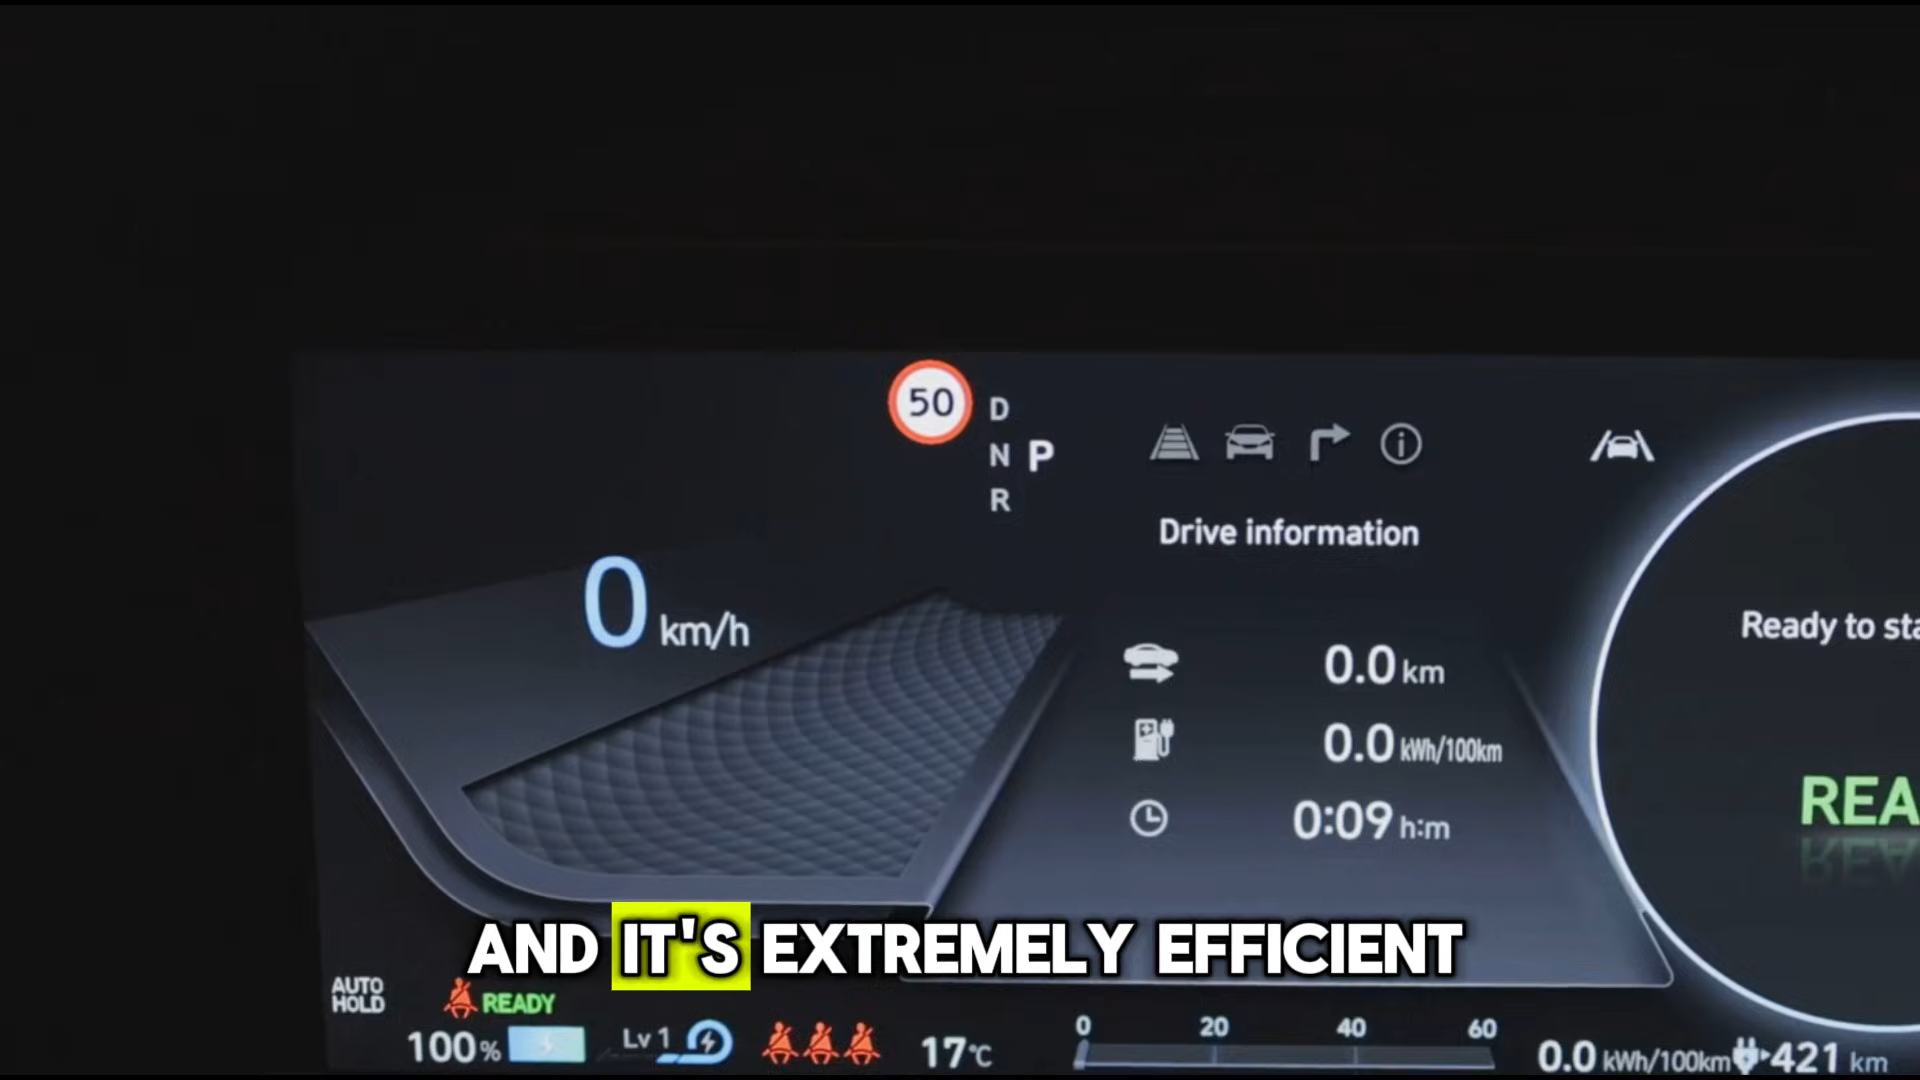 50
D
N P
R
Drive information
0 km/h
0.0 km
0.0 kWh/100km
0:09 h:m
Ready to sta
REA
AND IT'S EXTREMELY EFFICIENT
AUTO
HOLD
READY
100%
Lv 1
17°C
0 20 40 60
0.0 kWh/100km
421 km